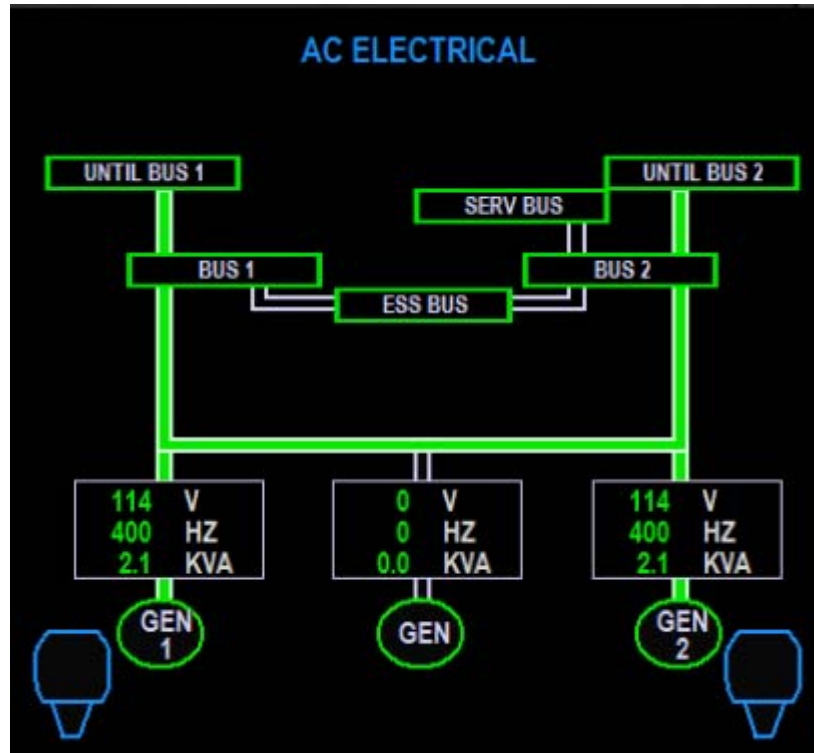 AC ELECTRICAL
UNTIL BUS 1
UNTIL BUS 2
SERV BUS
BUS 1
BUS 2
ESS BUS
114 V
400 HZ
2.1 KVA
0 V
0 HZ
0.0 KVA
114 V
400 HZ
2.1 KVA
GEN
1
GEN
GEN
2